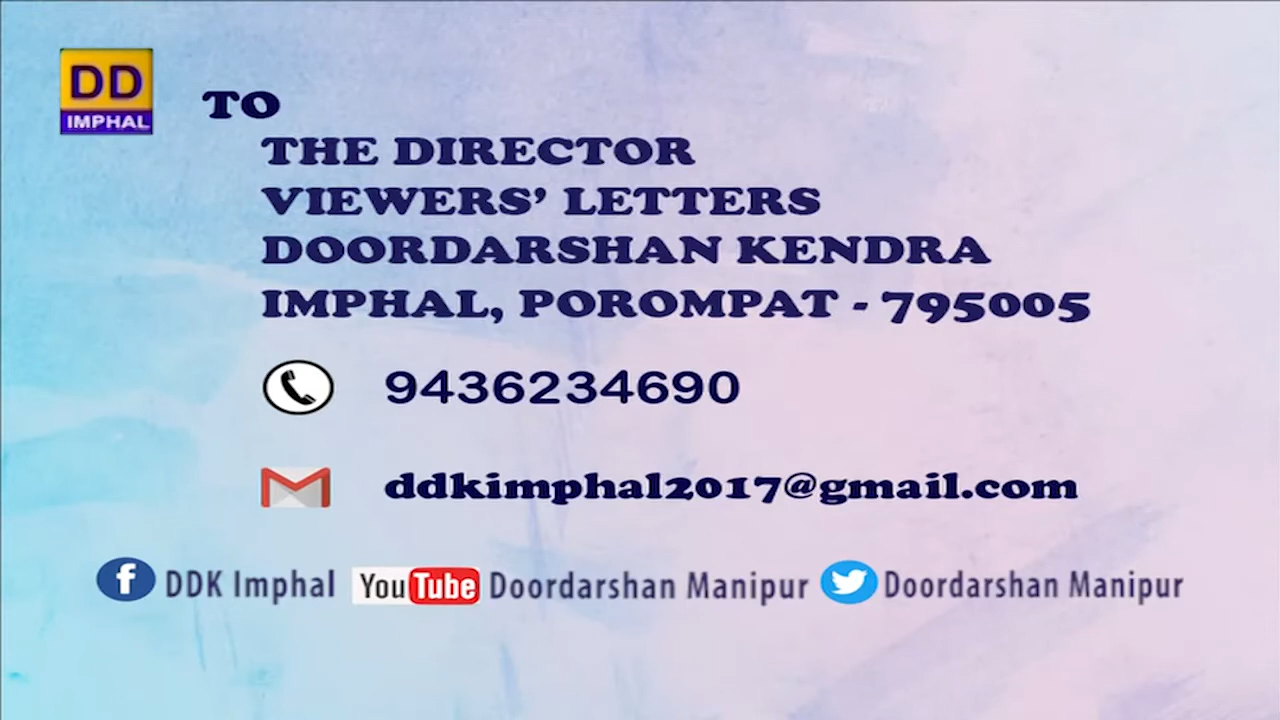 DD
IMPHAL
TO
THE DIRECTOR
VIEWERS’ LETTERS
DOORDARSHAN KENDRA
IMPHAL, POROMPAT - 795005
9436234690
ddkimphal2017@gmail.com
f DDK Imphal YouTube Doordarshan Manipur Doordarshan Manipur